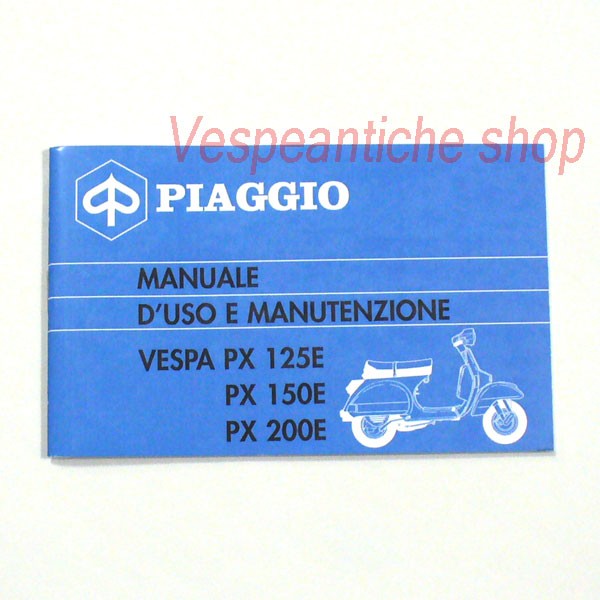 Vespeantiche shop
PIAGGIO
MANUALE
D'USO E MANUTENZIONE
VESPA PX 125E
PX 150E
PX 200E